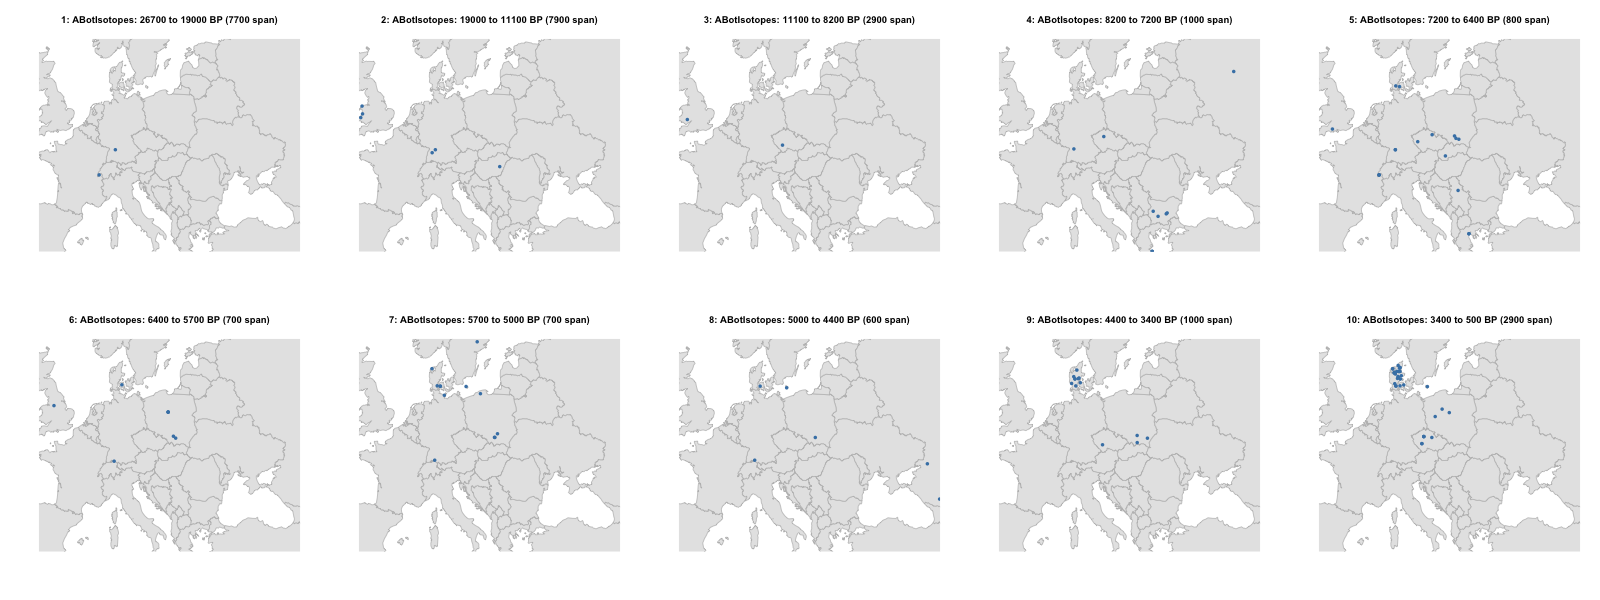 1: ABotIsotopes: 26700 to 19000 BP (7700 span)
2: ABotIsotopes: 19000 to 11100 BP (7900 span)
3: ABotIsotopes: 11100 to 8200 BP (2900 span)
4: ABotIsotopes: 8200 to 7200 BP (1000 span)
5: ABotIsotopes: 7200 to 6400 BP (800 span)
6: ABotIsotopes: 6400 to 5700 BP (700 span)
7: ABotIsotopes: 5700 to 5000 BP (700 span)
8: ABotIsotopes: 5000 to 4400 BP (600 span)
9: ABotIsotopes: 4400 to 3400 BP (1000 span)
10: ABotIsotopes: 3400 to 500 BP (2900 span)